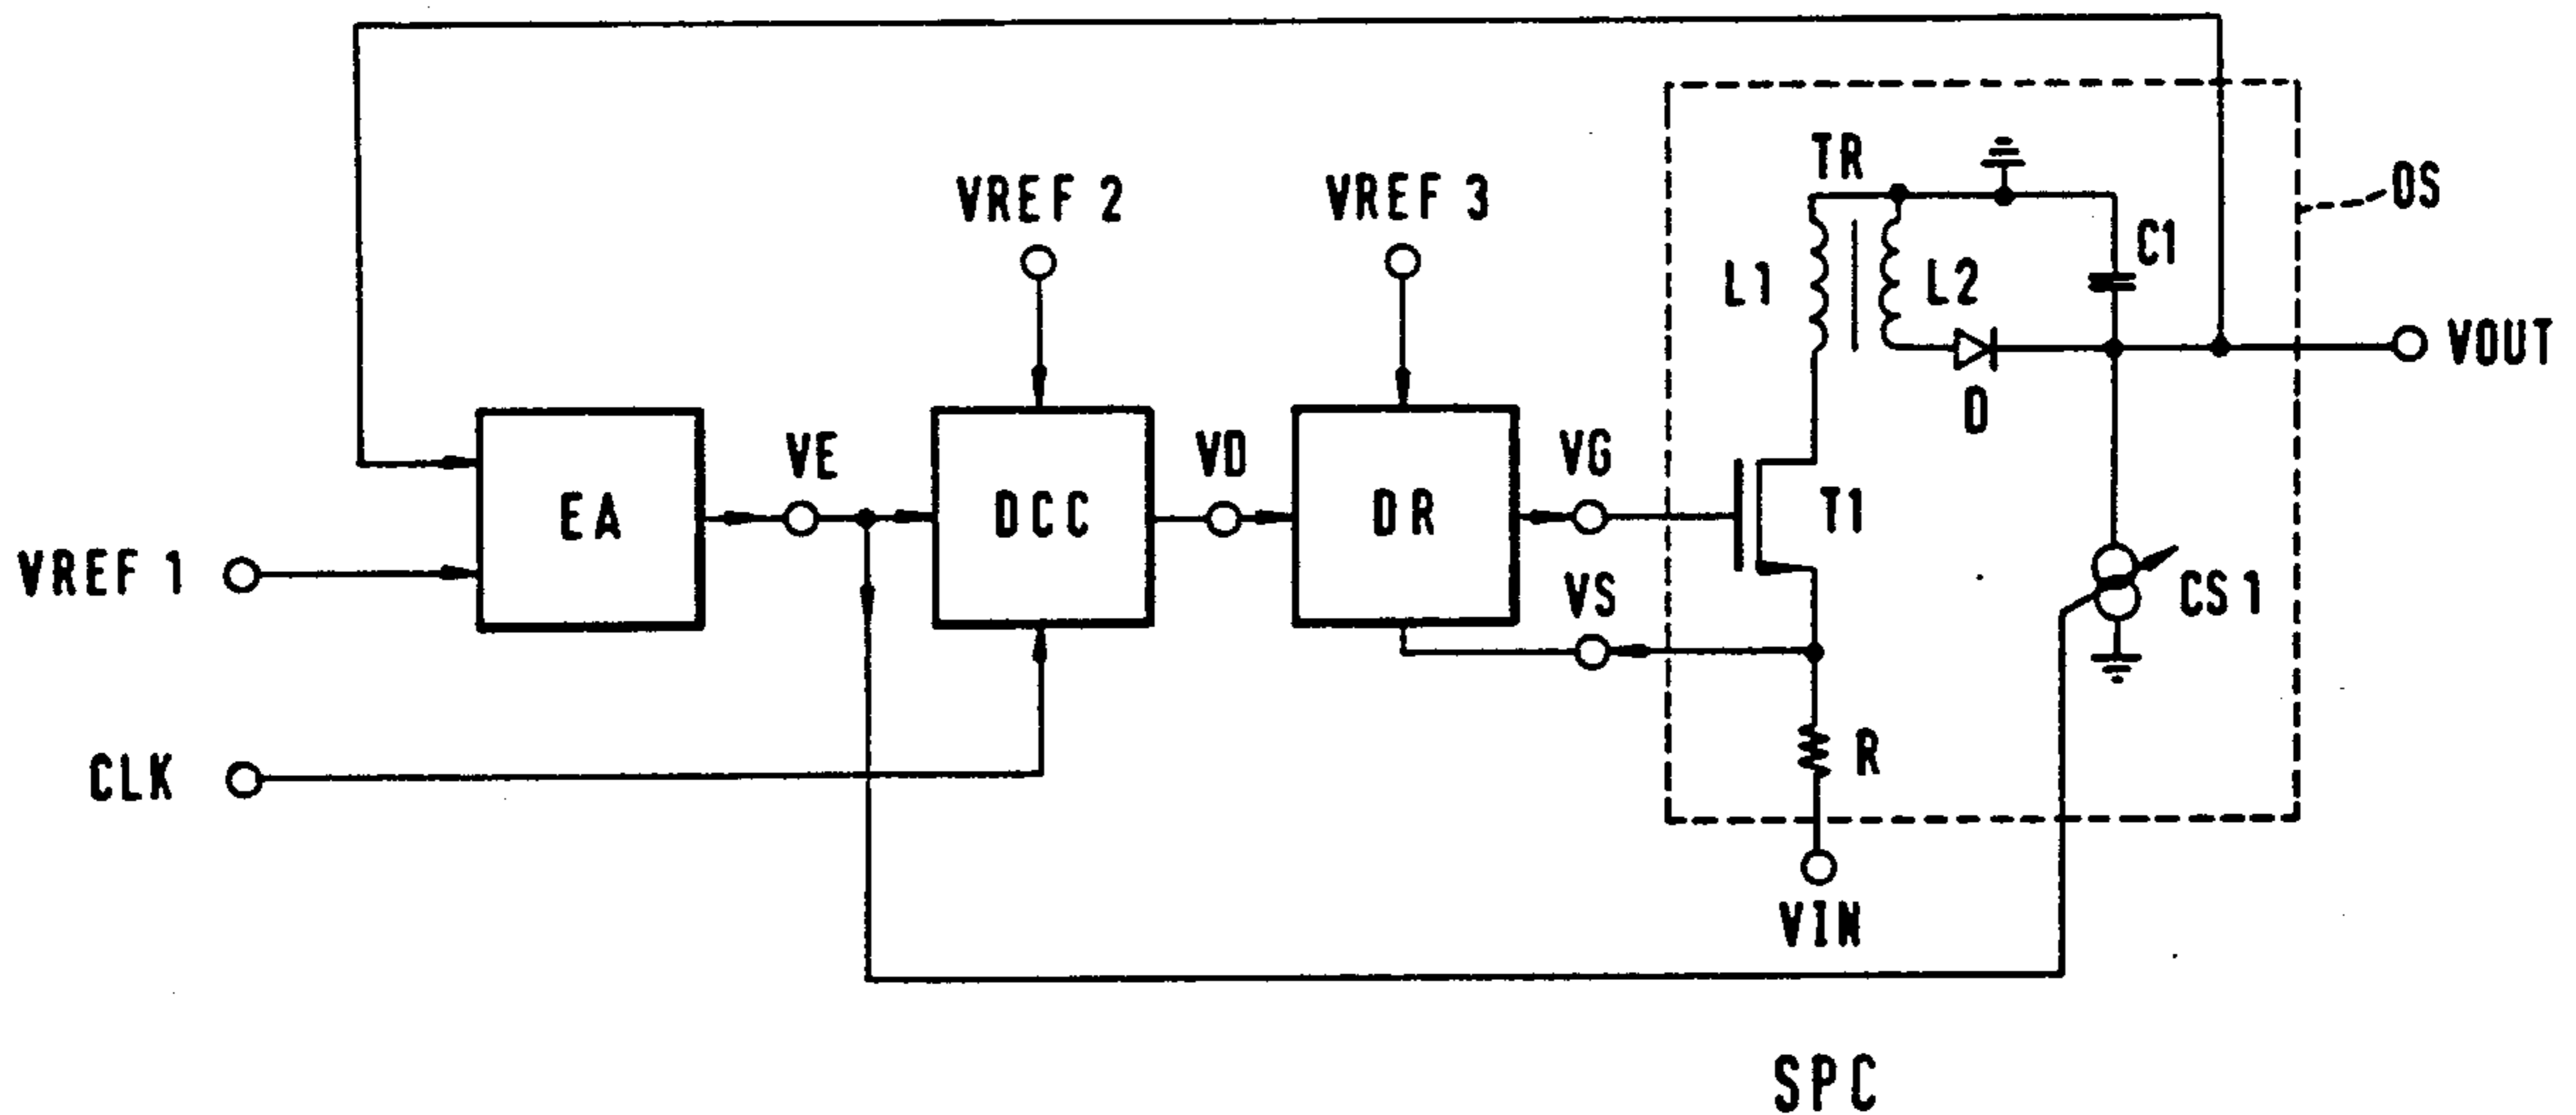 TR
OS
VREF 2
VREF 3
C1
L1
L2
VOUT
D
VE
VD
VG
EA
DCC
DR
T1
VREF 1
VS
CS1
CLK
R
VIN
SPC